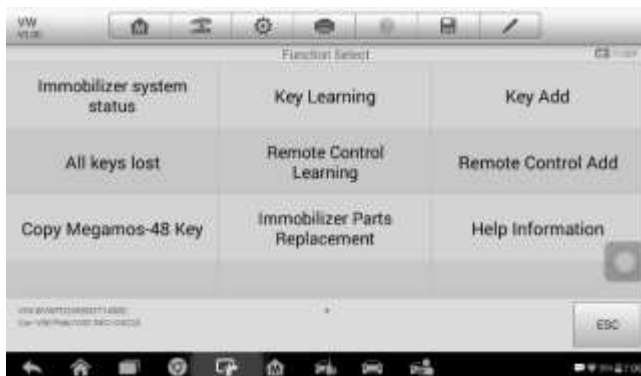 VW
Function Select
Immobilizer system
status
Key Learning
Key Add
All keys lost
Remote Control
Learning
Remote Control Add
Copy Megamos-48 Key
Immobilizer Parts
Replacement
Help Information
ESC